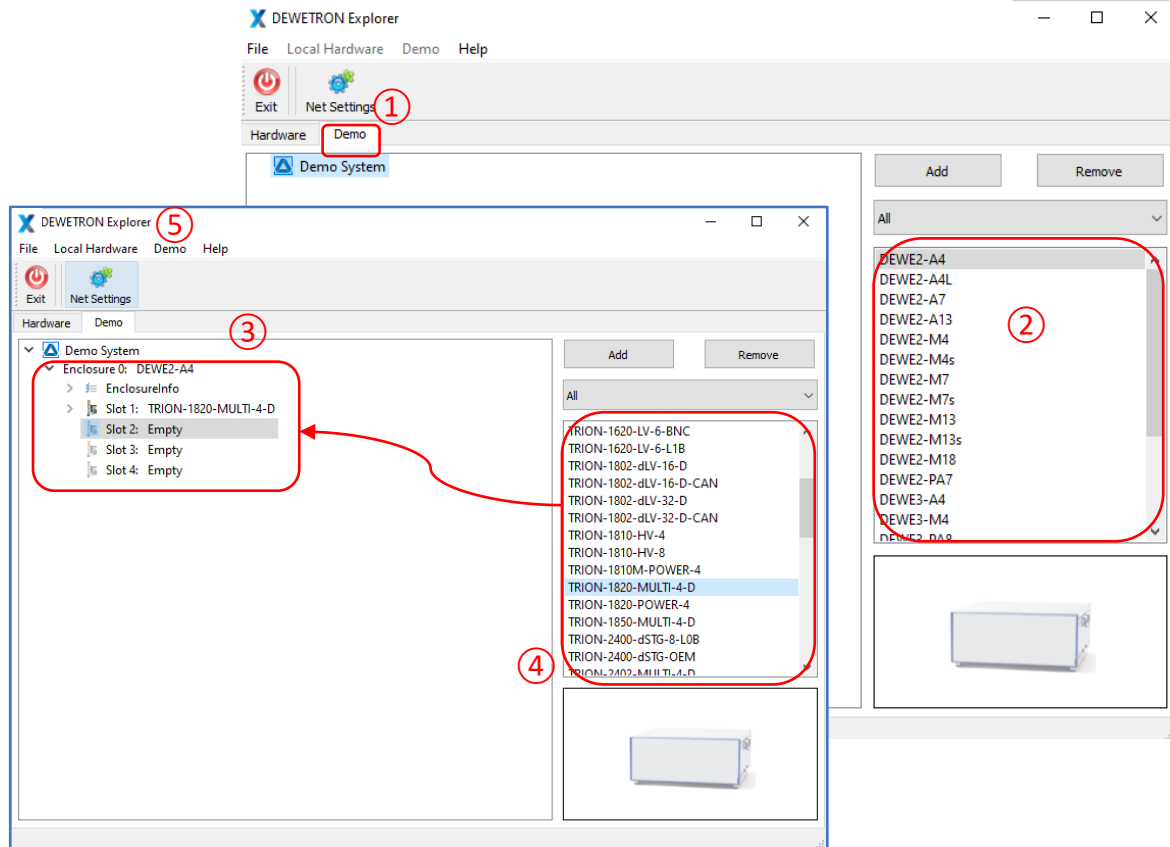 DEWETRON Explorer
File Local Hardware Demo Help
Exit Net Settings
①
Hardware Demo
Demo System
Add Remove
All
DEWE2-A4
DEWE2-A4L
DEWE2-A7
DEWE2-A13
DEWE2-M4
DEWE2-M4s
DEWE2-M7
DEWE2-M7s
DEWE2-M13
DEWE2-M13s
DEWE2-M18
DEWE2-PA7
DEWE3-A4
DEWE3-M4
DEWE3-PA8
②
DEWETRON Explorer
⑤
File Local Hardware Demo Help
Exit Net Settings
Hardware Demo
③
Demo System
Enclosure 0: DEWE2-A4
EnclosureInfo
Slot 1: TRION-1820-MULTI-4-D
Slot 2: Empty
Slot 3: Empty
Slot 4: Empty
Add Remove
All
TRION-1620-LV-6-BNC
TRION-1620-LV-6-L1B
TRION-1802-dLV-16-D
TRION-1802-dLV-16-D-CAN
TRION-1802-dLV-32-D
TRION-1802-dLV-32-D-CAN
TRION-1810-HV-4
TRION-1810-HV-8
TRION-1810M-POWER-4
TRION-1820-MULTI-4-D
TRION-1820-POWER-4
TRION-1850-MULTI-4-D
TRION-2400-dSTG-8-L0B
TRION-2400-dSTG-OEM
TRION-2402-MULTI-4-D
④